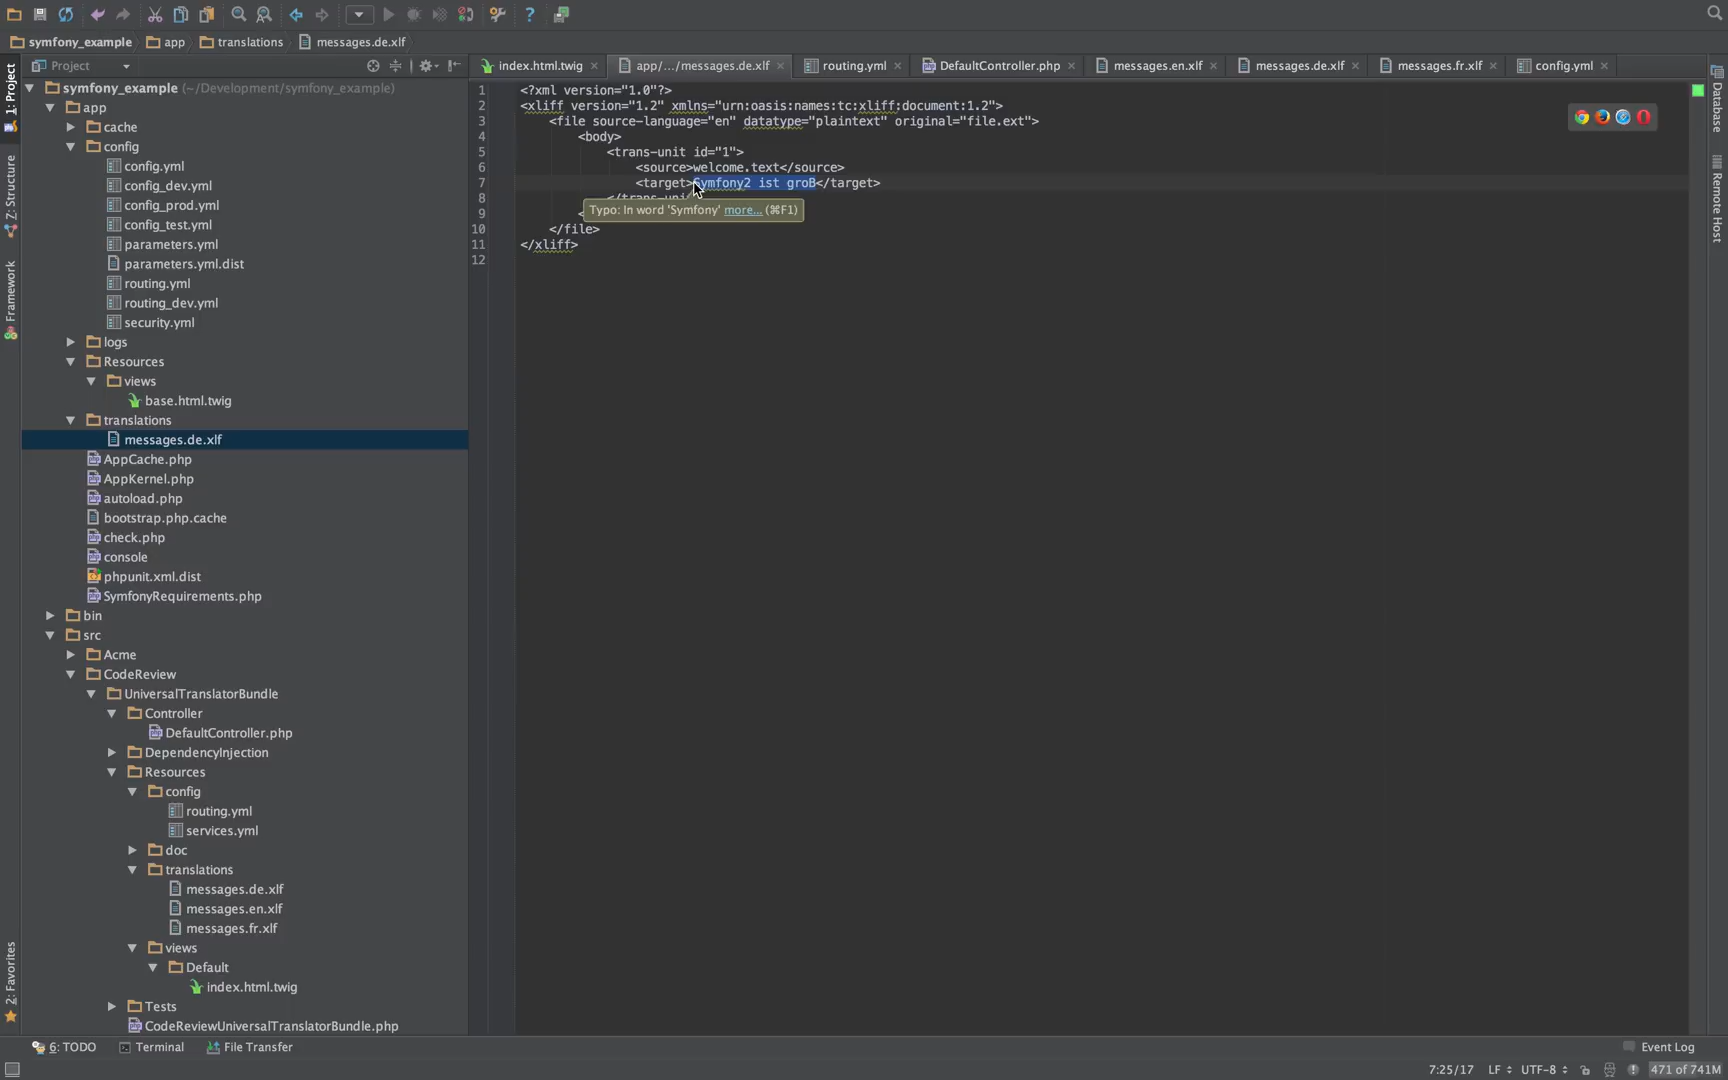 symfony_example app translations messages.de.xlf
Project
index.html.twig app/.../messages.de.xlf routing.yml DefaultController.php messages.en.xlf messages.de.xlf messages.fr.xlf config.yml
1: Project
Z: Structure
Framework
2: Favorites
symfony_example (~/Development/symfony_example)
app
cache
config
config.yml
config_dev.yml
config_prod.yml
config_test.yml
parameters.yml
parameters.yml.dist
routing.yml
routing_dev.yml
security.yml
logs
Resources
views
base.html.twig
translations
messages.de.xlf
AppCache.php
AppKernel.php
autoload.php
bootstrap.php.cache
check.php
console
phpunit.xml.dist
SymfonyRequirements.php
bin
src
Acme
CodeReview
UniversalTranslatorBundle
Controller
DefaultController.php
DependencyInjection
Resources
config
routing.yml
services.yml
doc
translations
messages.de.xlf
messages.en.xlf
messages.fr.xlf
views
Default
index.html.twig
Tests
CodeReviewUniversalTranslatorBundle.php
1 <?xml version="1.0"?>
2 <xliff version="1.2" xmlns="urn:oasis:names:tc:xliff:document:1.2">
3 <file source-language="en" datatype="plaintext" original="file.ext">
4 <body>
5 <trans-unit id="1">
6 <source>welcome.text</source>
7 <target>Symfony2 ist groB</target>
8 </trans-uni
9 <
Typo: In word 'Symfony' more... (⌘F1)
10 </file>
11 </xliff>
12
Database
Remote Host
6: TODO Terminal File Transfer Event Log
7:25/17 LF UTF-8 471 of 741M